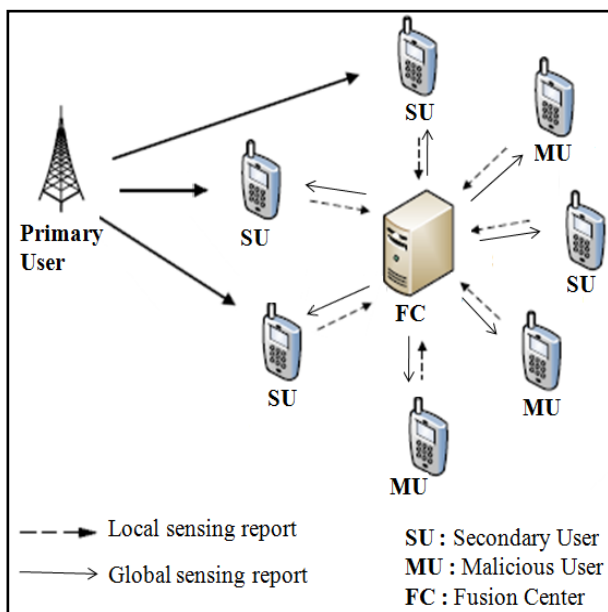 SU
MU
SU
Primary
User
SU
FC
SU
MU
MU
Local sensing report
Global sensing report
SU : Secondary User
MU : Malicious User
FC : Fusion Center